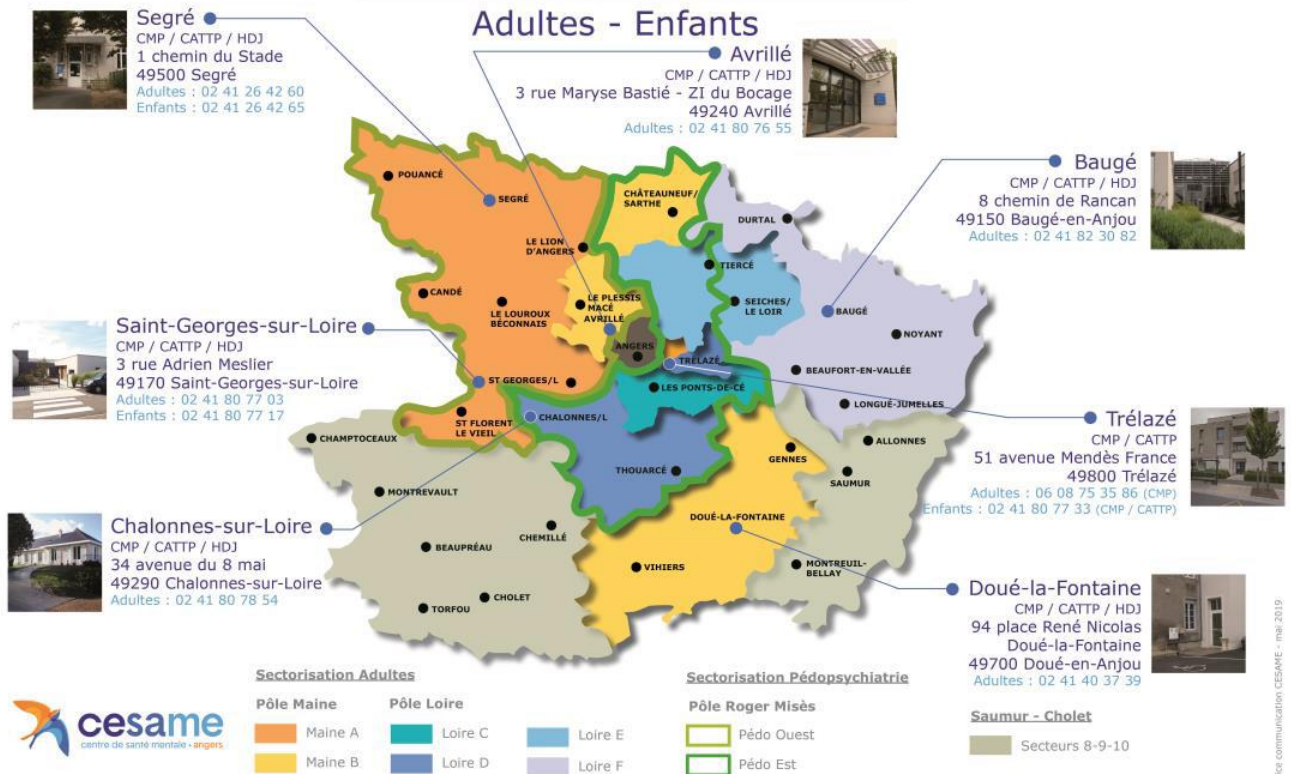 Adultes - Enfants
Segré
CMP / CATTP / HDJ
1 chemin du Stade
49500 Segré
Adultes : 02 41 26 42 60
Enfants : 02 41 26 42 65
Avrillé
CMP / CATTP / HDJ
3 rue Maryse Bastié - ZI du Bocage
49240 Avrillé
Adultes : 02 41 80 76 55
Baugé
CMP / CATTP / HDJ
8 chemin de Rancan
49150 Baugé-en-Anjou
Adultes : 02 41 82 30 82
Saint-Georges-sur-Loire
CMP / CATTP / HDJ
3 rue Adrien Meslier
49170 Saint-Georges-sur-Loire
Adultes : 02 41 80 77 03
Enfants : 02 41 80 77 17
Trélazé
CMP / CATTP
51 avenue Mendès France
49800 Trélazé
Adultes : 06 08 75 35 86 (CMP)
Enfants : 02 41 80 77 33 (CMP / CATTP)
Chalonnes-sur-Loire
CMP / CATTP / HDJ
34 avenue du 8 mai
49290 Chalonnes-sur-Loire
Adultes : 02 41 80 78 54
Doué-la-Fontaine
CMP / CATTP / HDJ
94 place René Nicolas
Doué-la-Fontaine
49700 Doué-en-Anjou
Adultes : 02 41 40 37 39
POUANCÉ
SEGRÉ
CHÂTEAUNEUF/
SARTHE
DURTAL
LE LION
D'ANGERS
TIERCÉ
CANDÉ
LE LOUROUX
BÉCONNAIS
LE PLESSIS
MACÉ
AVRILLÉ
SEICHES/
LE LOIR
BAUGÉ
NOYANT
ANGERS
TRÉLAZÉ
BEAUFORT-EN-VALLÉE
ST GEORGES/L
LES PONTS-DE-CÉ
LONGUÉ-JUMELLES
ST FLORENT
LE VIEIL
CHALONNES/L
CHAMPTOCEAUX
ALLONNES
GENNES
SAUMUR
THOUARCÉ
MONTREVAULT
DOUÉ-LA-FONTAINE
CHEMILLÉ
BEAUPRÉAU
VIHIERS
MONTREUIL-
BELLAY
CHOLET
TORFOU
cesame
centre de santé mentale • angers
Sectorisation Adultes
Pôle Maine
Maine A
Maine B
Pôle Loire
Loire C
Loire D
Loire E
Loire F
Sectorisation Pédopsychiatrie
Pôle Roger Misès
Pédo Ouest
Pédo Est
Saumur - Cholet
Secteurs 8-9-10
communication CESAME - mai 2019